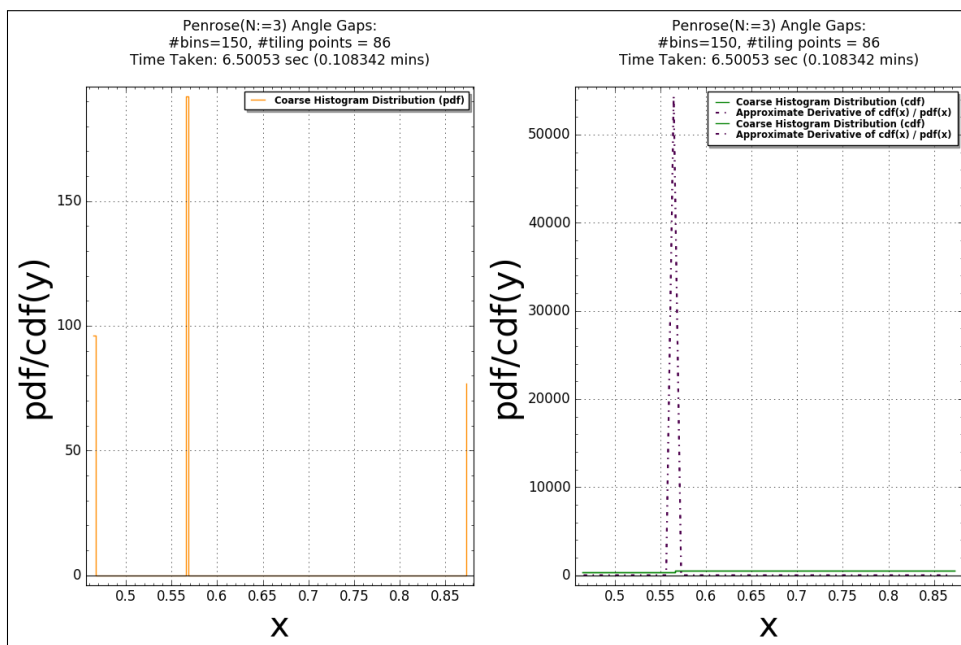 Penrose(N:=3) Angle Gaps:
#bins=150, #tiling points = 86
Time Taken: 6.50053 sec (0.108342 mins)
Coarse Histogram Distribution (pdf)
pdf/cdf(y)
150
100
50
0
0.5 0.55 0.6 0.65 0.7 0.75 0.8 0.85
x
Penrose(N:=3) Angle Gaps:
#bins=150, #tiling points = 86
Time Taken: 6.50053 sec (0.108342 mins)
Coarse Histogram Distribution (cdf)
Approximate Derivative of cdf(x) / pdf(x)
Coarse Histogram Distribution (cdf)
Approximate Derivative of cdf(x) / pdf(x)
pdf/cdf(y)
50000
40000
30000
20000
10000
0
0.5 0.55 0.6 0.65 0.7 0.75 0.8 0.85
x